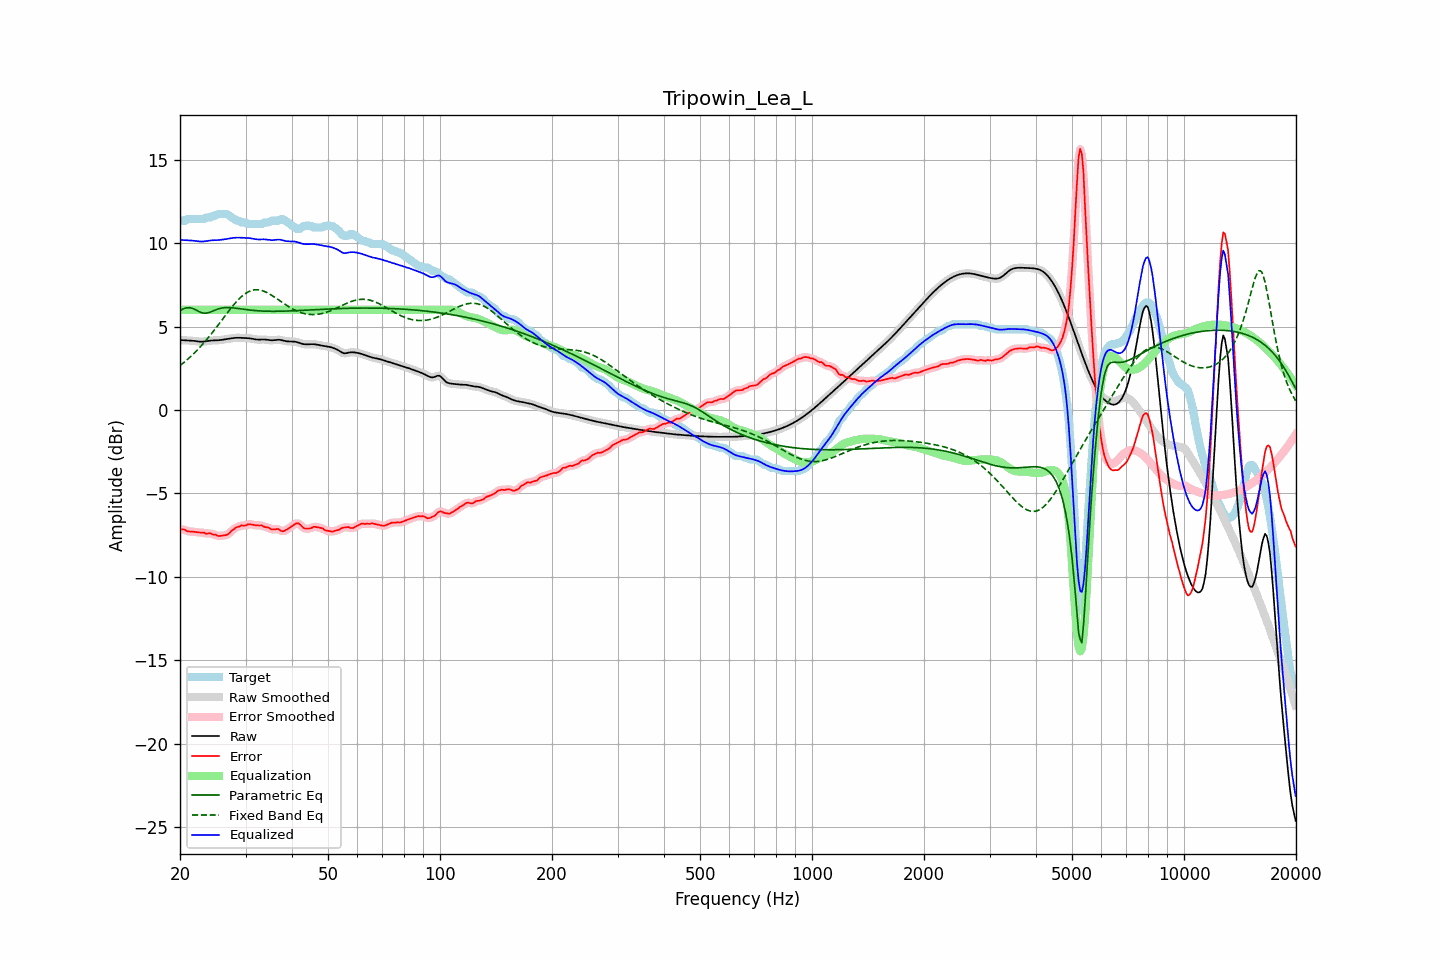 Tripowin_Lea_L
Amplitude (dBr)
15
10
5
0
−5
−10
−15
−20
−25
Target
Raw Smoothed
Error Smoothed
Raw
Error
Equalization
Parametric Eq
Fixed Band Eq
Equalized
20
50
100
200
500
1000
2000
5000
10000
20000
Frequency (Hz)